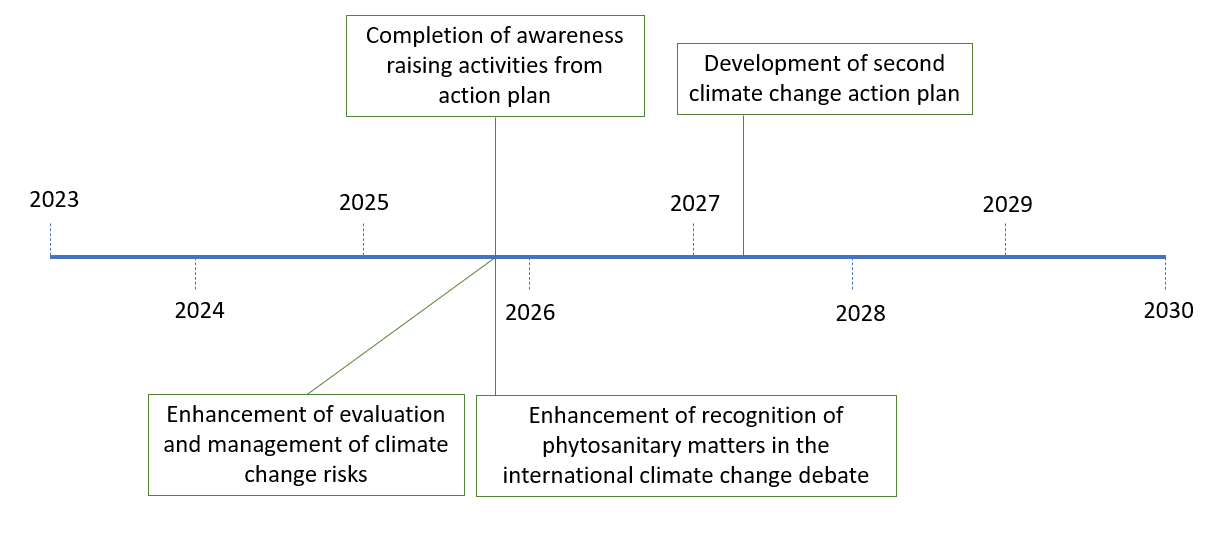 Completion of awareness
raising activities from
action plan
Development of second
climate change action plan
2023
2025
2027
2029
2024
2026
2028
2030
Enhancement of evaluation
and management of climate
change risks
Enhancement of recognition of
phytosanitary matters in the
international climate change debate